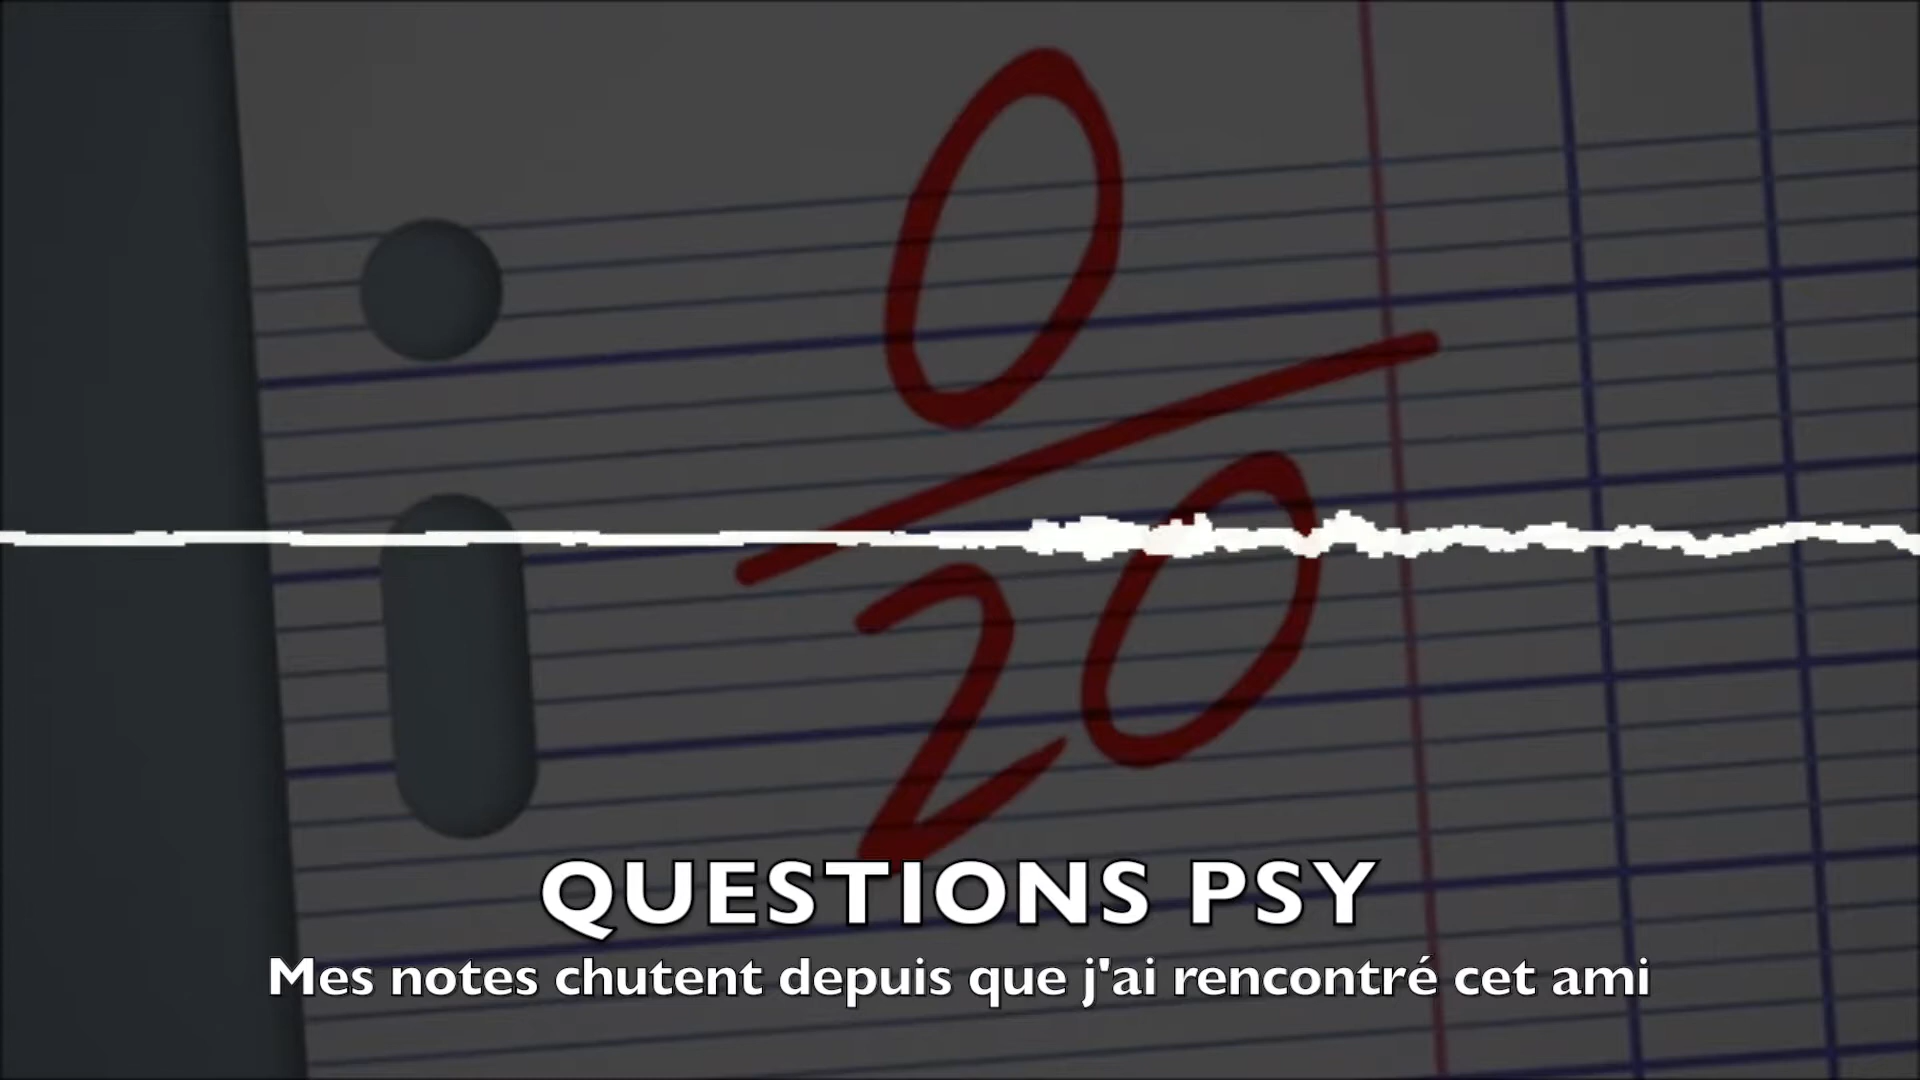 0
20
QUESTIONS PSY
Mes notes chutent depuis que j'ai rencontré cet ami